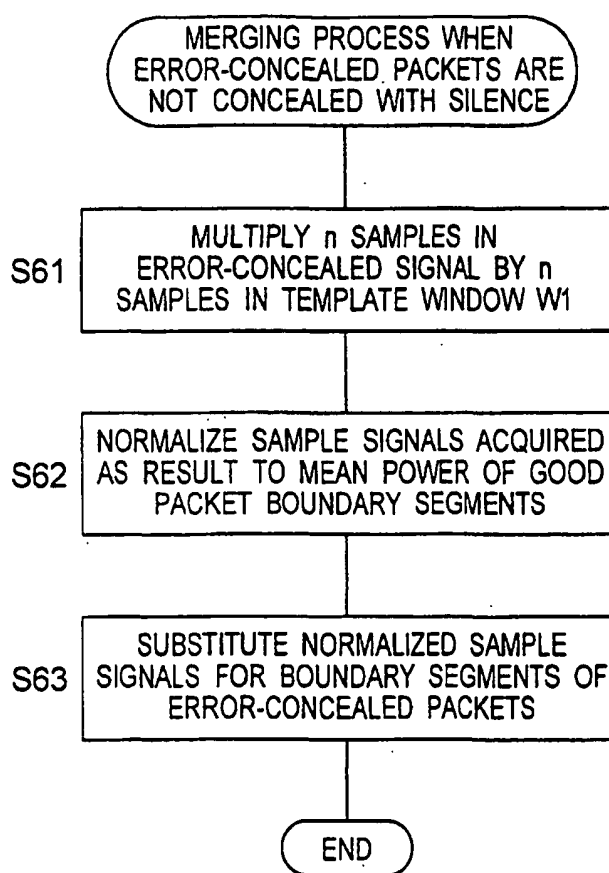 MERGING PROCESS WHEN
ERROR-CONCEALED PACKETS ARE
NOT CONCEALED WITH SILENCE
S61
MULTIPLY n SAMPLES IN
ERROR-CONCEALED SIGNAL BY n
SAMPLES IN TEMPLATE WINDOW W1
S62
NORMALIZE SAMPLE SIGNALS ACQUIRED
AS RESULT TO MEAN POWER OF GOOD
PACKET BOUNDARY SEGMENTS
S63
SUBSTITUTE NORMALIZED SAMPLE
SIGNALS FOR BOUNDARY SEGMENTS OF
ERROR-CONCEALED PACKETS
END